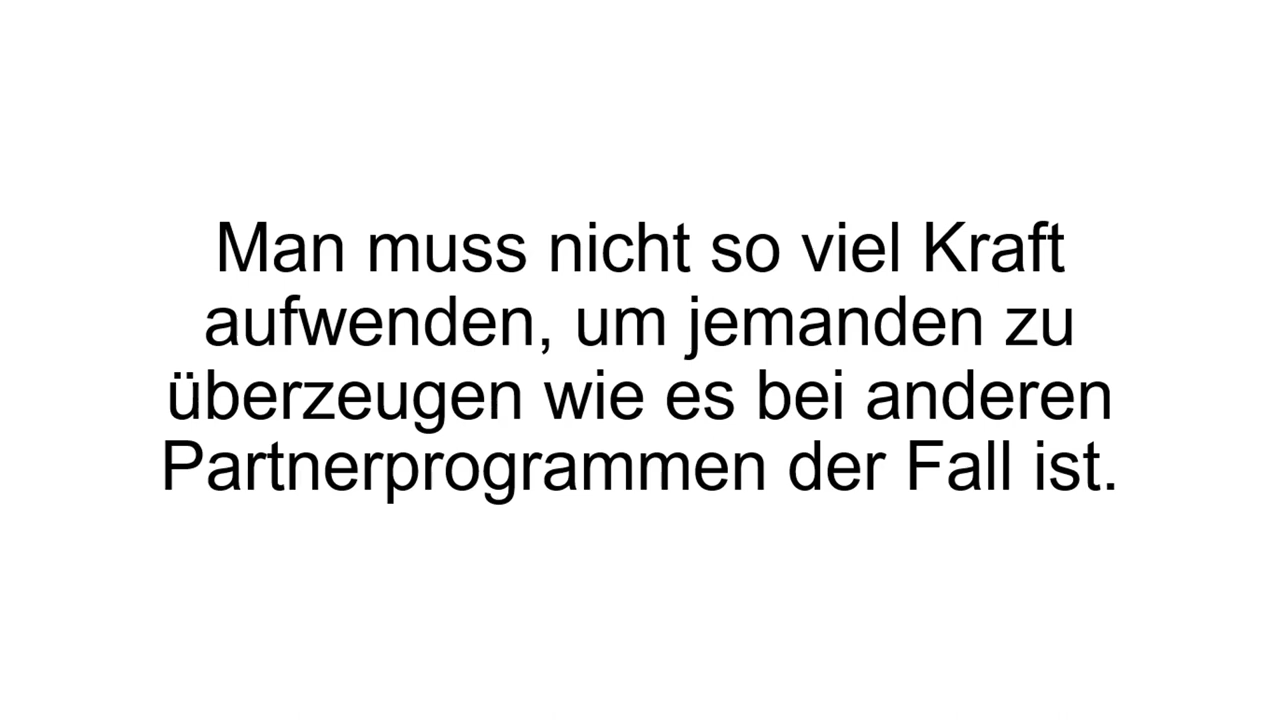 Man muss nicht so viel Kraft
aufwenden, um jemanden zu
überzeugen wie es bei anderen
Partnerprogrammen der Fall ist.